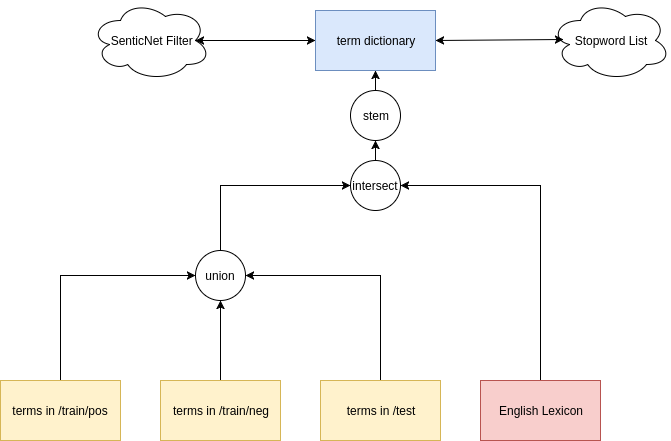 SenticNet Filter
term dictionary
Stopword List
stem
intersect
union
terms in /train/pos
terms in /train/neg
terms in /test
English Lexicon